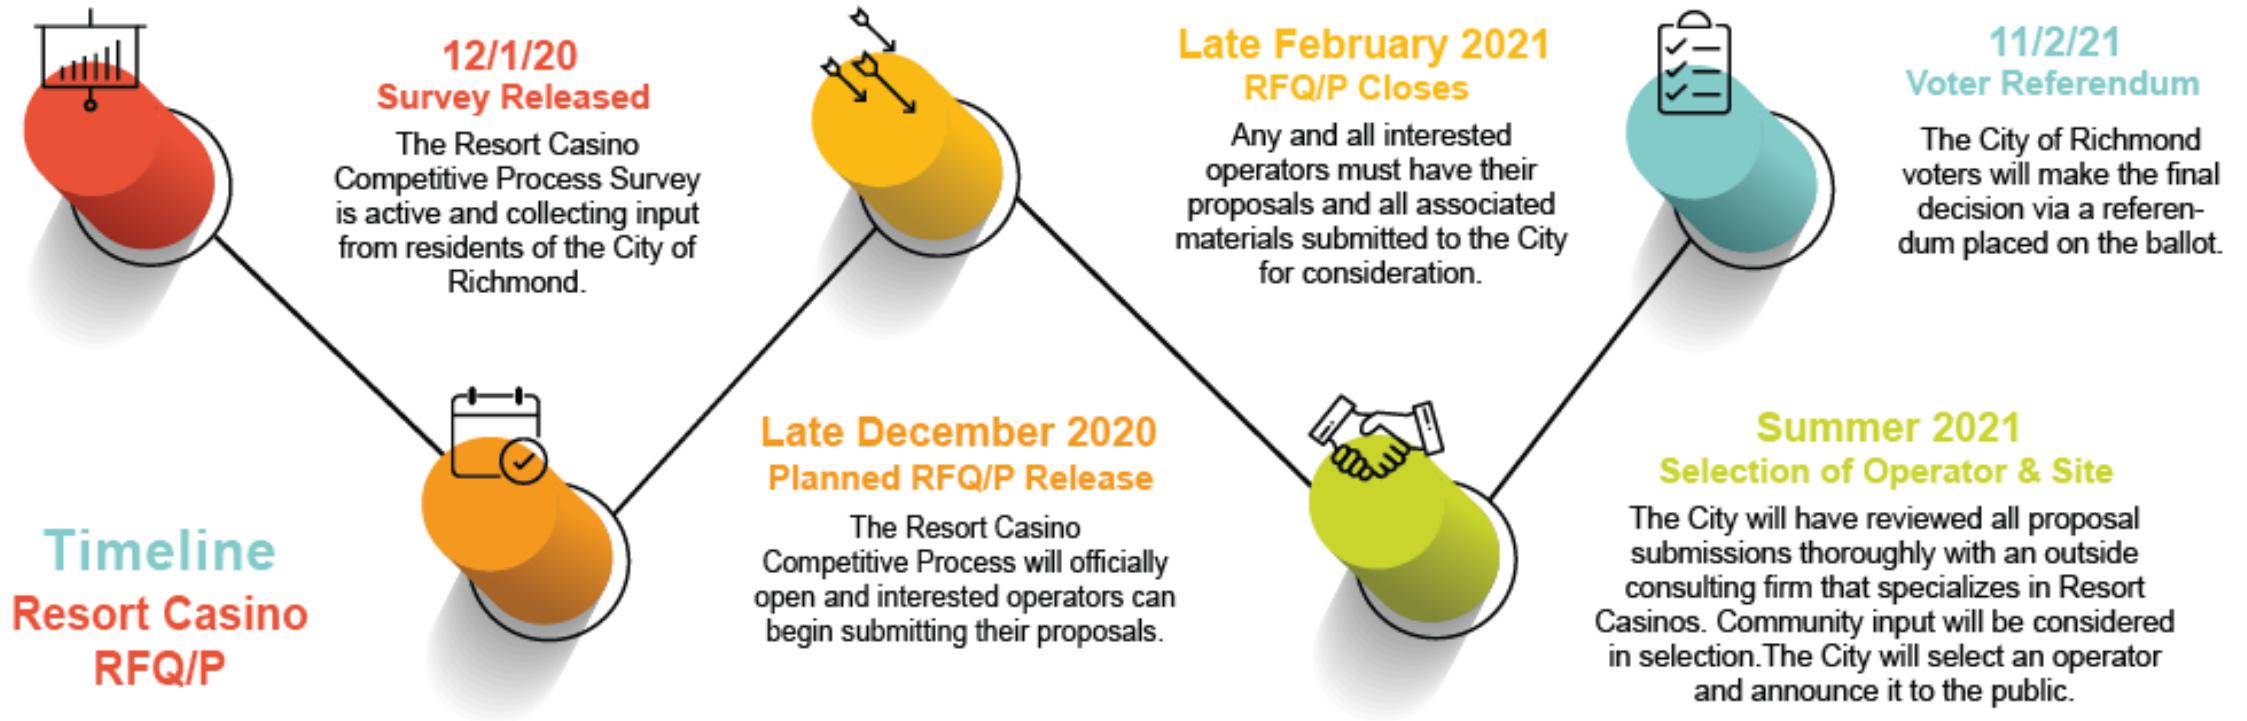 12/1/20
Survey Released
The Resort Casino
Competitive Process Survey
is active and collecting input
from residents of the City of
Richmond.
Late December 2020
Planned RFQ/P Release
The Resort Casino
Competitive Process will officially
open and interested operators can
begin submitting their proposals.
Late February 2021
RFQ/P Closes
Any and all interested
operators must have their
proposals and all associated
materials submitted to the City
for consideration.
Summer 2021
Selection of Operator & Site
The City will have reviewed all proposal
submissions thoroughly with an outside
consulting firm that specializes in Resort
Casinos. Community input will be considered
in selection.The City will select an operator
and announce it to the public.
11/2/21
Voter Referendum
The City of Richmond
voters will make the final
decision via a referen-
dum placed on the ballot.
Timeline
Resort Casino
RFQ/P